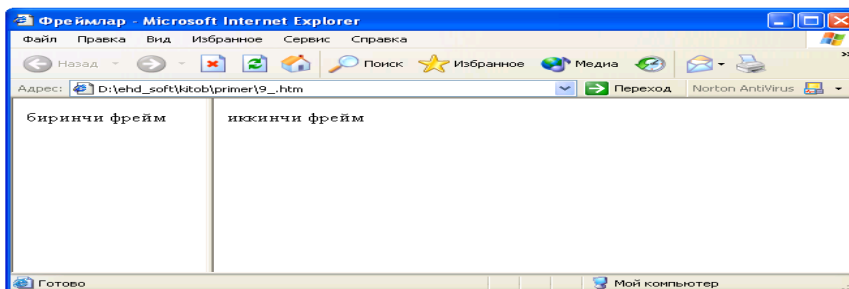 Фреймлар - Microsoft Internet Explorer
Файл Правка Вид Избранное Сервис Справка
Назад Поиск Избранное Медиа »
Адрес: D:\ehd_soft\kitob\primer\9_.htm Переход Norton AntiVirus
биринчи фрейм иккинчи фрейм
Готово Мой компьютер